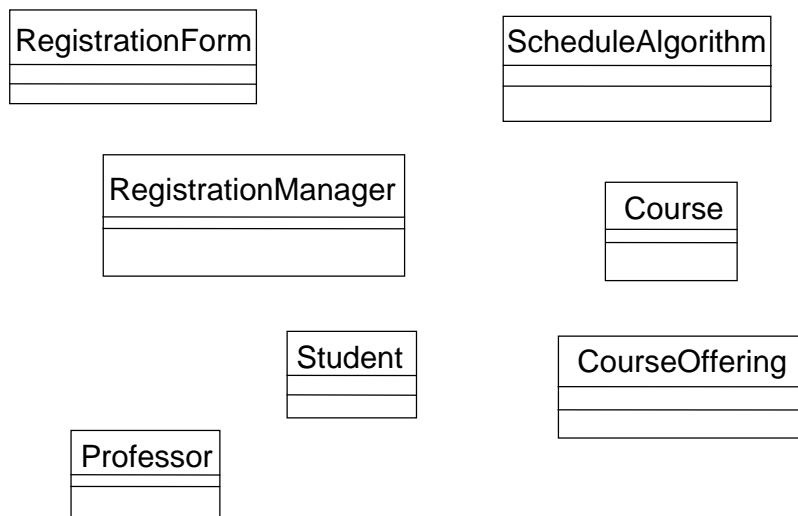 RegistrationForm
ScheduleAlgorithm
RegistrationManager
Course
Student
CourseOffering
Professor